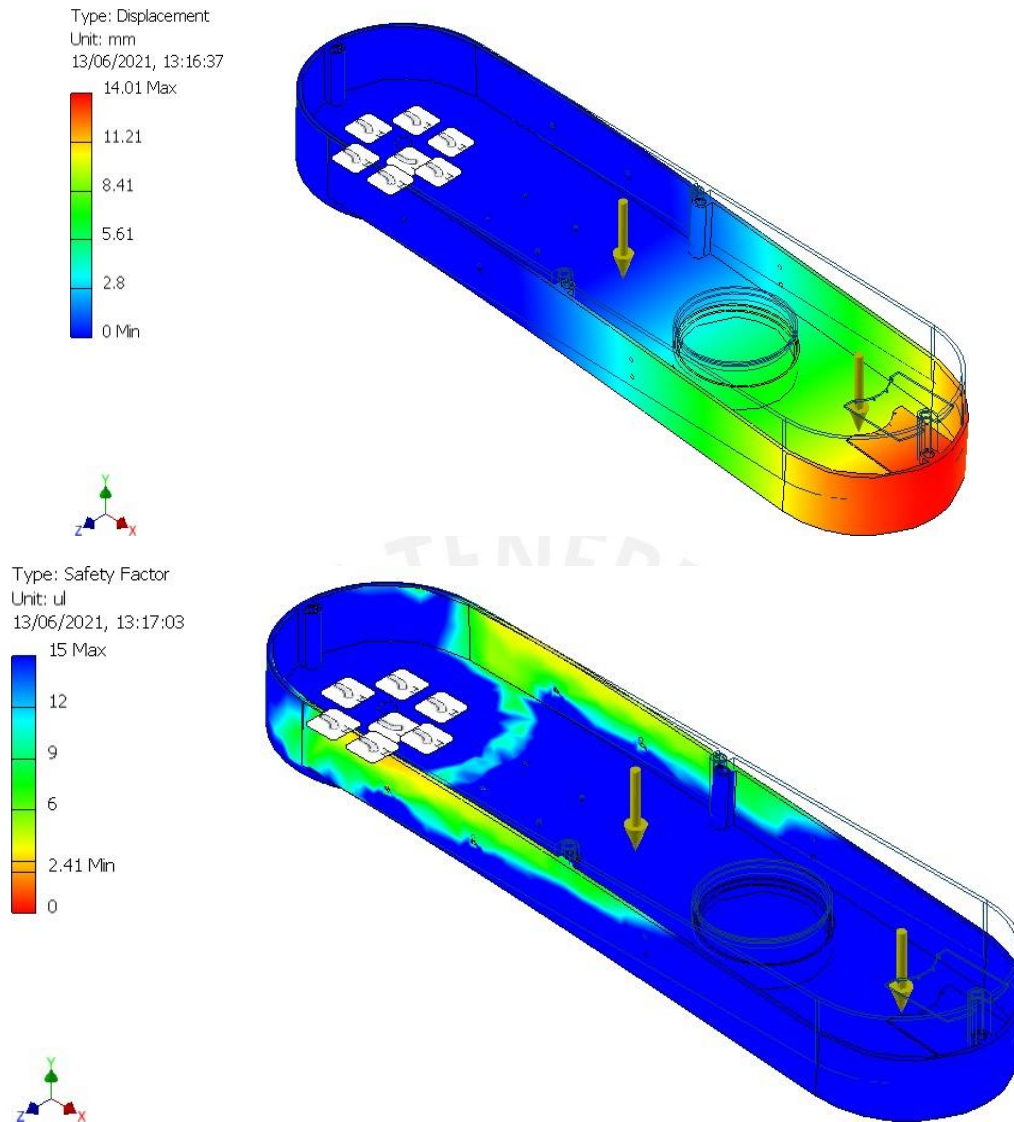 Type: Displacement
Unit: mm
13/06/2021, 13:16:37
14.01 Max
11.21
8.41
5.61
2.8
0 Min
Y
Z
X
Type: Safety Factor
Unit: ul
13/06/2021, 13:17:03
15 Max
12
9
6
2.41 Min
0
Y
Z
X